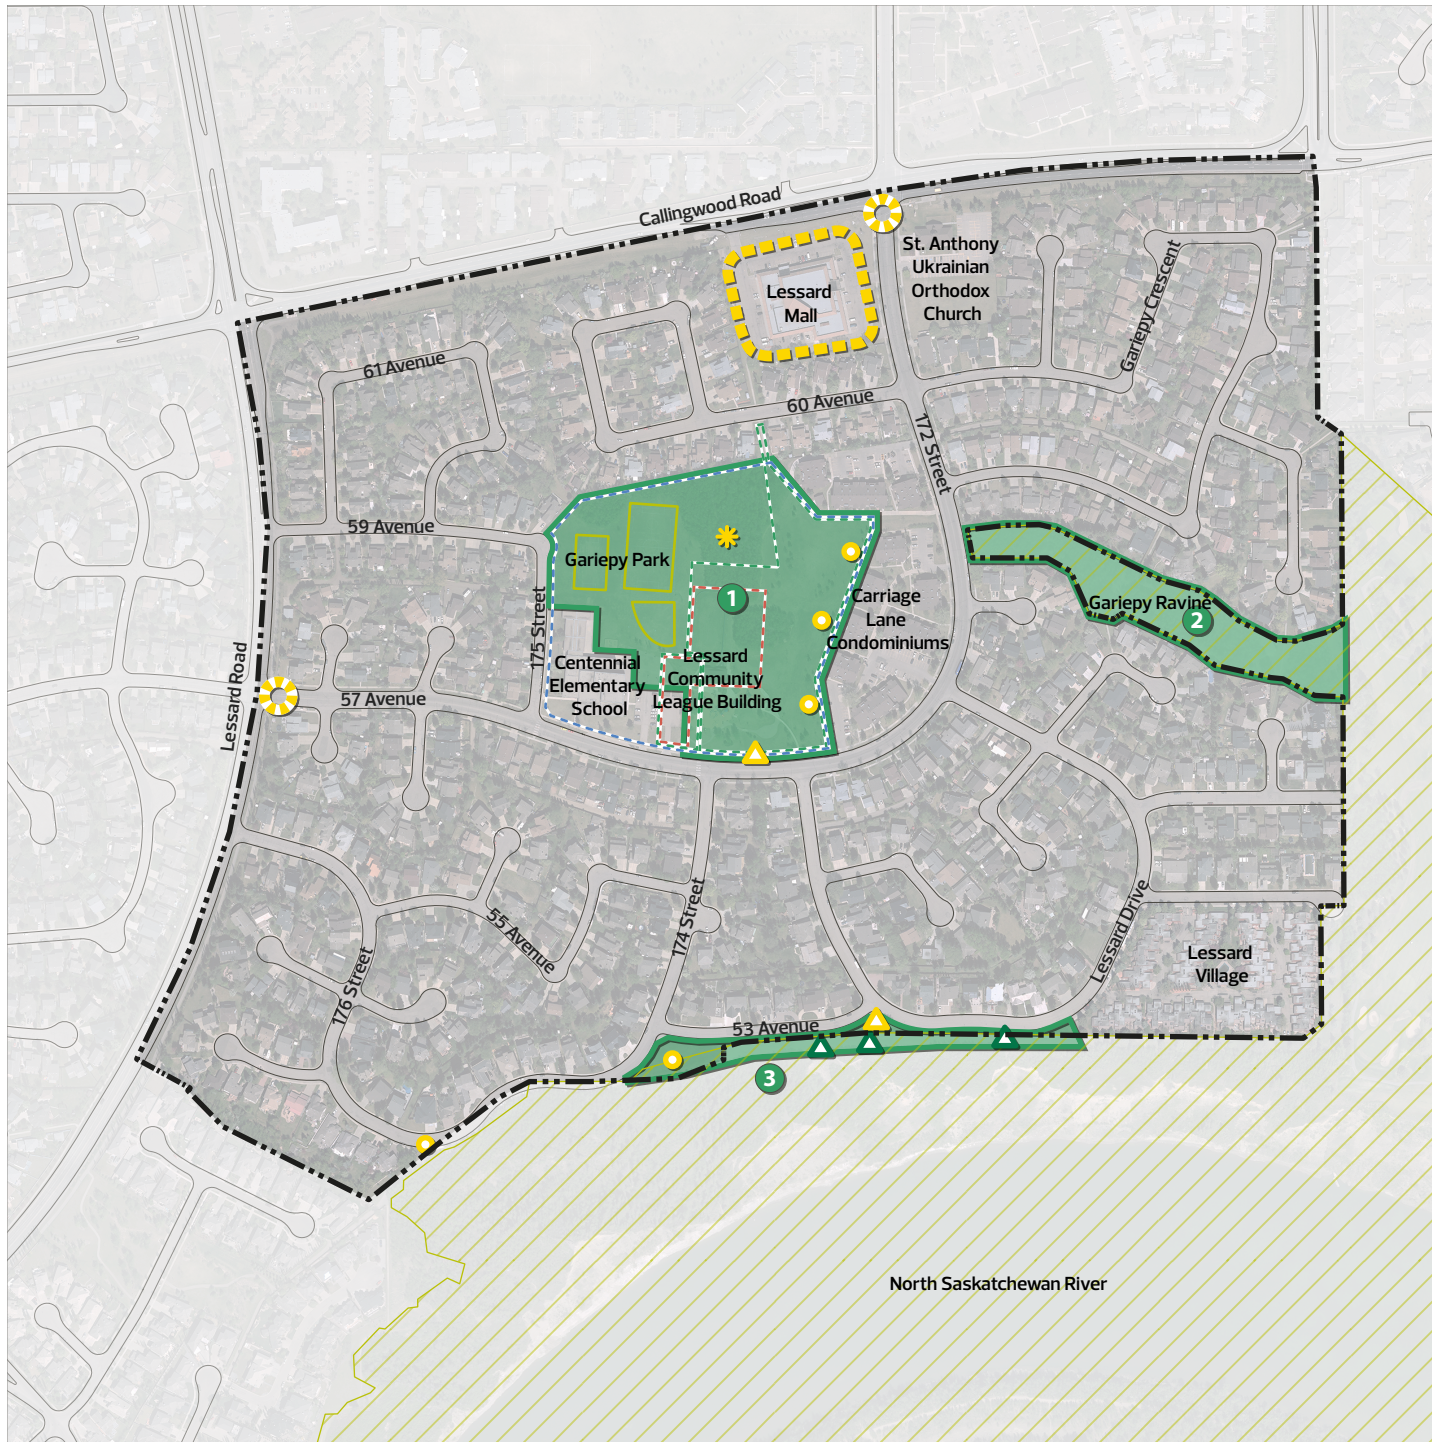 Callingwood Road
St. Anthony
Ukrainian
Orthodox
Church
Lessard
Mall
Gariepy Crescent
61 Avenue
60 Avenue
172 Street
59 Avenue
Gariepy Park
1
Carriage
Lane
Condominiums
Gariepy Ravine
2
175 Street
Centennial
Elementary
School
Lessard
Community
League Building
Lessard Road
57 Avenue
174 Street
55 Avenue
176 Street
Lessard Drive
Lessard
Village
53 Avenue
3
North Saskatchewan River